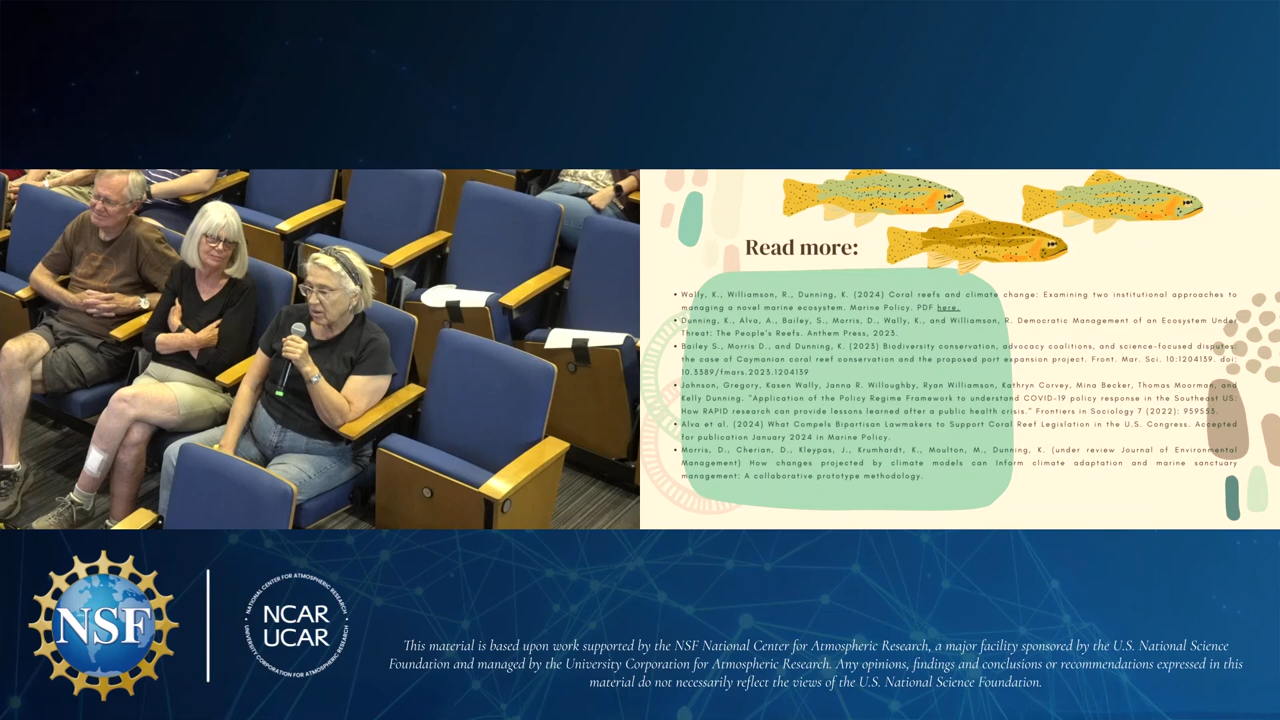 Read more:
• Wally, K., Williamson, R., Dunning, K. (2024) Coral reefs and climate change: Examining two institutional approaches to
managing a novel marine ecosystem. Marine Policy. PDF here.
• Dunning, K., Alva, A., Bailey, S., Morris, D., Wally, K., and Williamson, R. Democratic Management of an Ecosystem Under
Threat: The People's Reefs. Anthem Press, 2023.
• Bailey S., Morris D., and Dunning, K. (2023) Biodiversity conservation, advocacy coalitions, and science-focused disputes:
the case of Caymanian coral reef conservation and the proposed port expansion project. Front. Mar. Sci. 10:1204139. doi:
10.3389/fmars.2023.1204139
• Johnson, Gregory, Kasen Wally, Janna R. Willoughby, Ryan Williamson, Kathryn Corvey, Mina Becker, Thomas Moorman, and
Kelly Dunning. "Application of the Policy Regime Framework to understand COVID-19 policy response in the Southeast US:
How RAPID research can provide lessons learned after a public health crisis." Frontiers in Sociology 7 (2022): 959553.
• Alva et al. (2024) What Compels Bipartisan Lawmakers to Support Coral Reef Legislation in the U.S. Congress. Accepted
for publication January 2024 in Marine Policy.
• Morris, D., Cherian, D., Kleypas, J., Krumhardt, K., Moulton, M., Dunning, K. (under review Journal of Environmental
Management) How changes projected by climate models can inform climate adaptation and marine sanctuary
management: A collaborative prototype methodology.
NSF
NATIONAL CENTER FOR ATMOSPHERIC RESEARCH
NCAR
UCAR
UNIVERSITY CORPORATION FOR ATMOSPHERIC RESEARCH
This material is based upon work supported by the NSF National Center for Atmospheric Research, a major facility sponsored by the U.S. National Science
Foundation and managed by the University Corporation for Atmospheric Research. Any opinions, findings and conclusions or recommendations expressed in this
material do not necessarily reflect the views of the U.S. National Science Foundation.